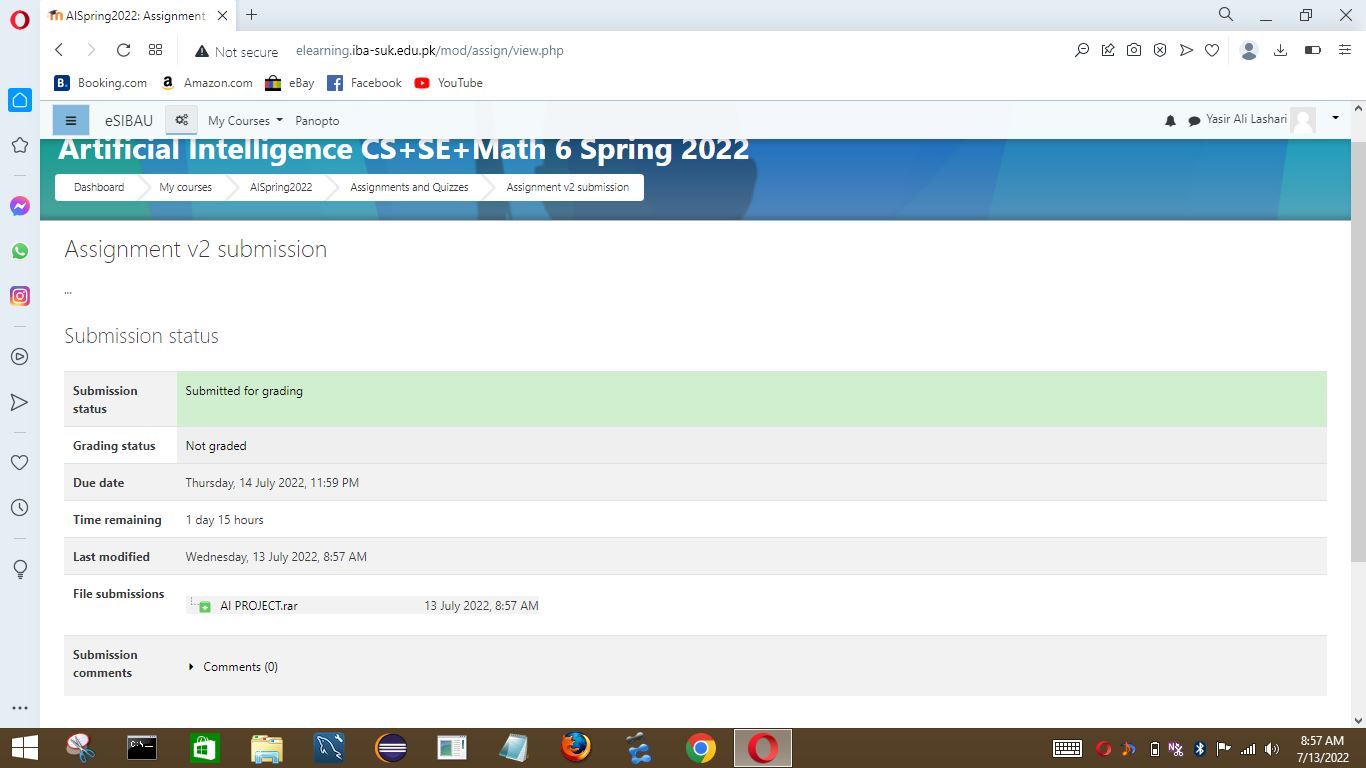 AISpring2022: Assignment
Not secure elearning.iba-suk.edu.pk/mod/assign/view.php
B. Booking.com a Amazon.com eBay Facebook YouTube
eSIBAU My Courses Panopto Yasir Ali Lashari
Artificial Intelligence CS+SE+Math 6 Spring 2022
Dashboard My courses AISpring2022 Assignments and Quizzes Assignment v2 submission
Assignment v2 submission
...
Submission status
Submission status Submitted for grading
Grading status Not graded
Due date Thursday, 14 July 2022, 11:59 PM
Time remaining 1 day 15 hours
Last modified Wednesday, 13 July 2022, 8:57 AM
File submissions AI PROJECT.rar 13 July 2022, 8:57 AM
Submission comments Comments (0)
8:57 AM
7/13/2022